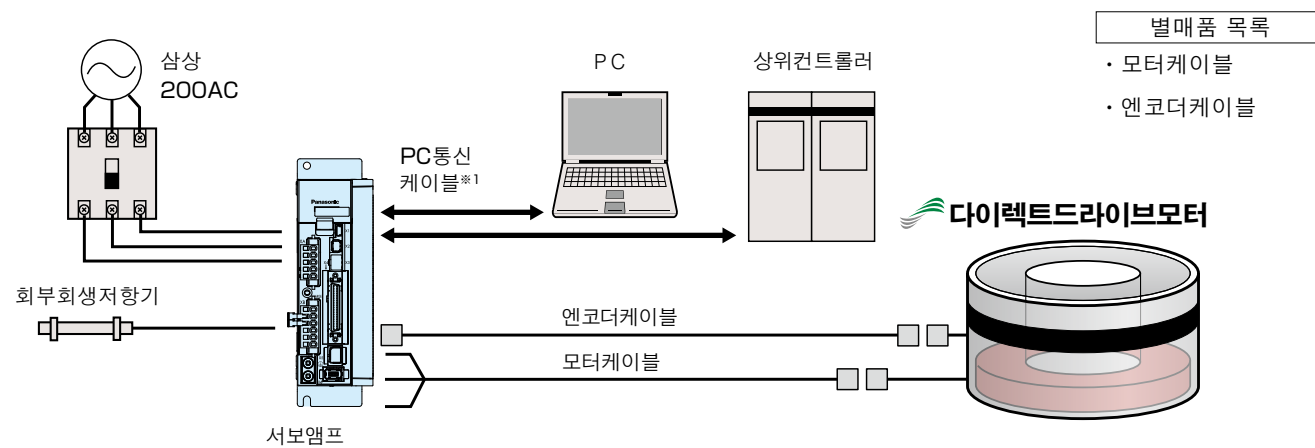 별매품 목록
・모터케이블
・엔코더케이블
삼상
200AC
PC
상위컨트롤러
PC통신
케이블※1
Panasonic
다이렉트드라이브모터
회부회생저항기
엔코더케이블
모터케이블
서보앰프